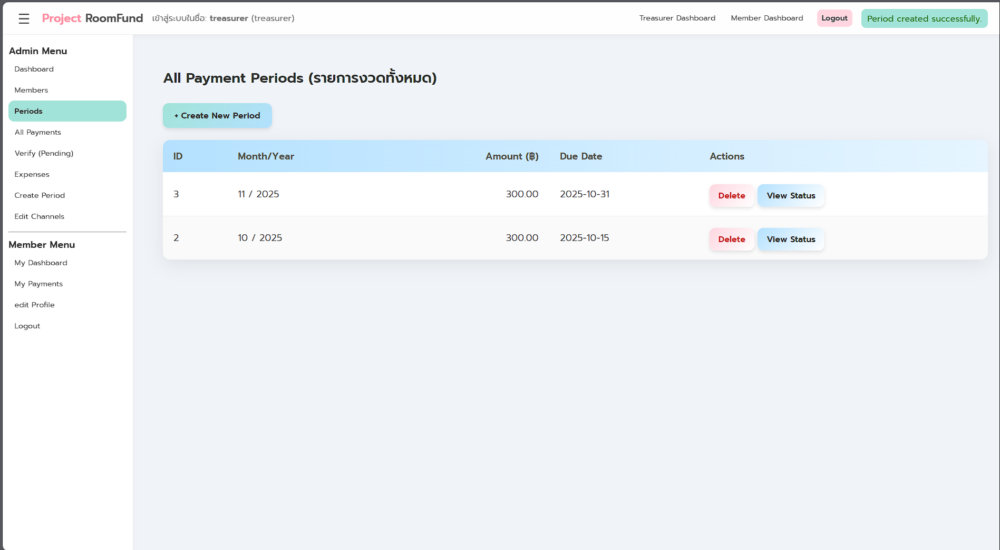 Project RoomFund เข้าสู่ระบบในชื่อ: treasurer (treasurer) Treasurer Dashboard Member Dashboard Logout Period created successfully.
Admin Menu
Dashboard
Members
Periods
All Payments
Verify (Pending)
Expenses
Create Period
Edit Channels
Member Menu
My Dashboard
My Payments
edit Profile
Logout
All Payment Periods (รายการงวดทั้งหมด)
+ Create New Period
ID Month/Year Amount (฿) Due Date Actions
3 11 / 2025 300.00 2025-10-31 Delete View Status
2 10 / 2025 300.00 2025-10-15 Delete View Status